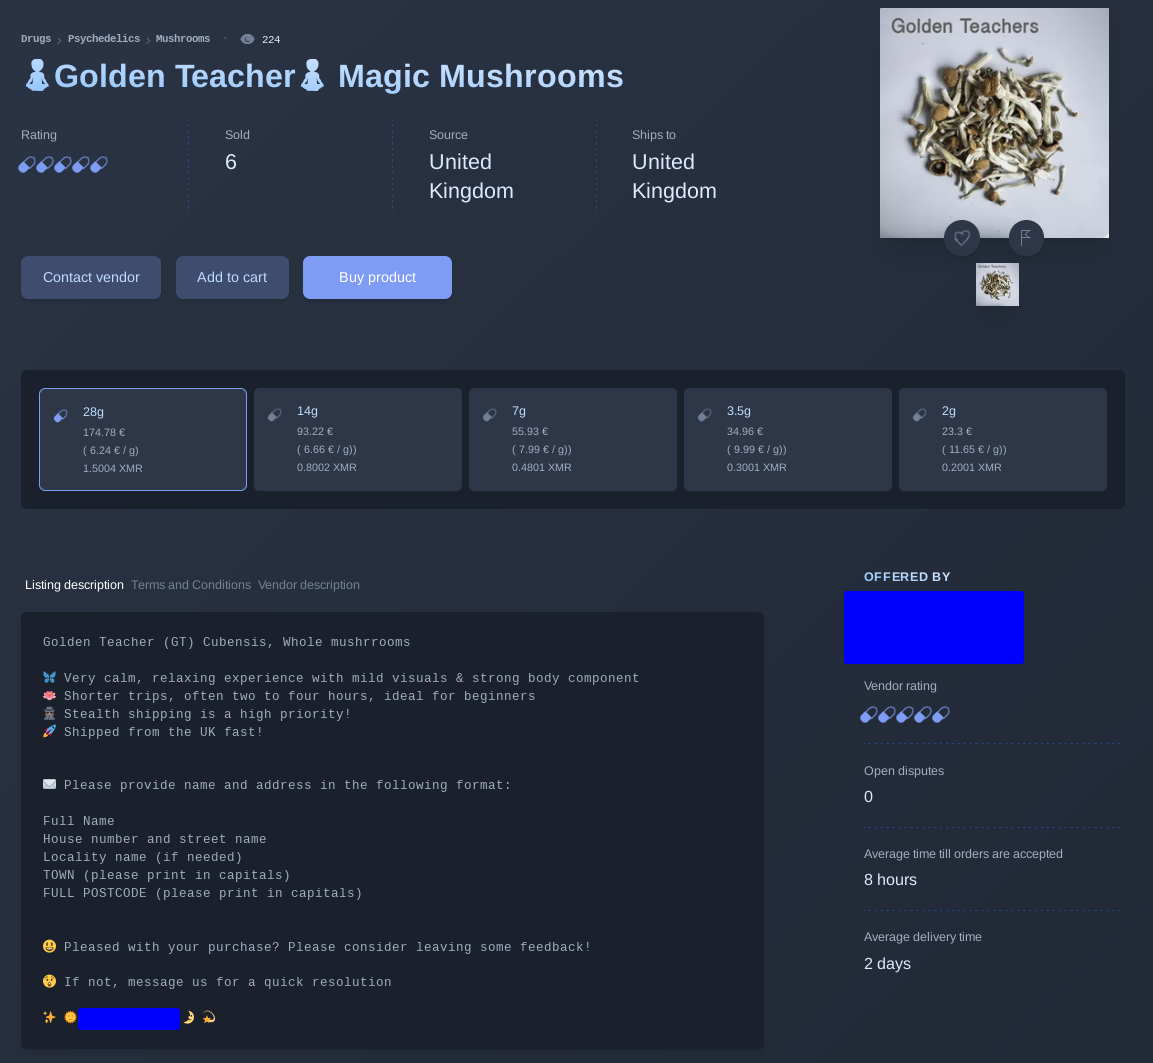 Drugs > Psychedelics > Mushrooms - 224
🧘Golden Teacher🧘 Magic Mushrooms
Golden Teachers
Rating
Sold
6
Source
United
Kingdom
Ships to
United
Kingdom
Contact vendor
Add to cart
Buy product
Golden Teachers
28g
174.78 €
( 6.24 € / g)
1.5004 XMR
14g
93.22 €
( 6.66 € / g))
0.8002 XMR
7g
55.93 €
( 7.99 € / g))
0.4801 XMR
3.5g
34.96 €
( 9.99 € / g))
0.3001 XMR
2g
23.3 €
( 11.65 € / g))
0.2001 XMR
Listing description Terms and Conditions Vendor description
Golden Teacher (GT) Cubensis, Whole mushrrooms
🦋 Very calm, relaxing experience with mild visuals & strong body component
🪷 Shorter trips, often two to four hours, ideal for beginners
🕵 Stealth shipping is a high priority!
🚀 Shipped from the UK fast!
✉ Please provide name and address in the following format:
Full Name
House number and street name
Locality name (if needed)
TOWN (please print in capitals)
FULL POSTCODE (please print in capitals)
😃 Pleased with your purchase? Please consider leaving some feedback!
😲 If not, message us for a quick resolution
✨ 🌞 🌛 💫
OFFERED BY
Vendor rating
Open disputes
0
Average time till orders are accepted
8 hours
Average delivery time
2 days